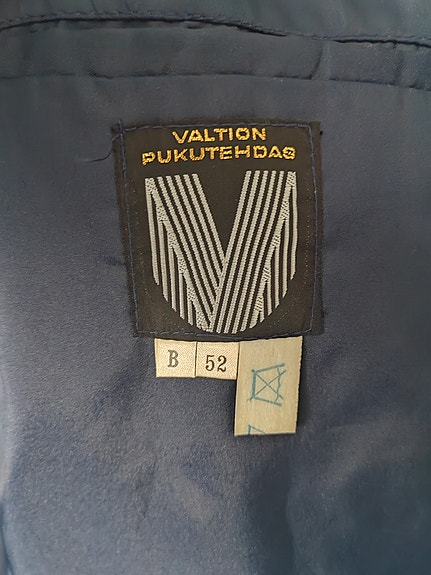 VALTION
PUKUTEHDAS
B
52